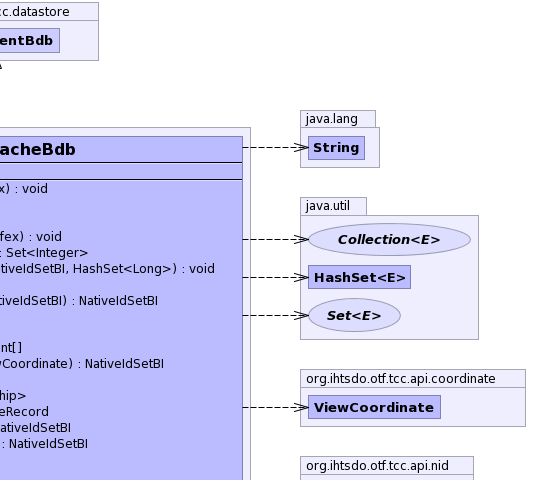 cc.datastore
entBdb
acheBdb
x) : void
fex) : void
: Set<Integer>
tiveIdSetBI, HashSet<Long>) : void
tiveIdSetBI) : NativeIdSetBI
nt[]
wCoordinate) : NativeIdSetBI
hip>
eRecord
NativeIdSetBI
: NativeIdSetBI
java.lang
String
java.util
Collection<E>
HashSet<E>
Set<E>
org.ihtsdo.otf.tcc.api.coordinate
ViewCoordinate
org.ihtsdo.otf.tcc.api.nid